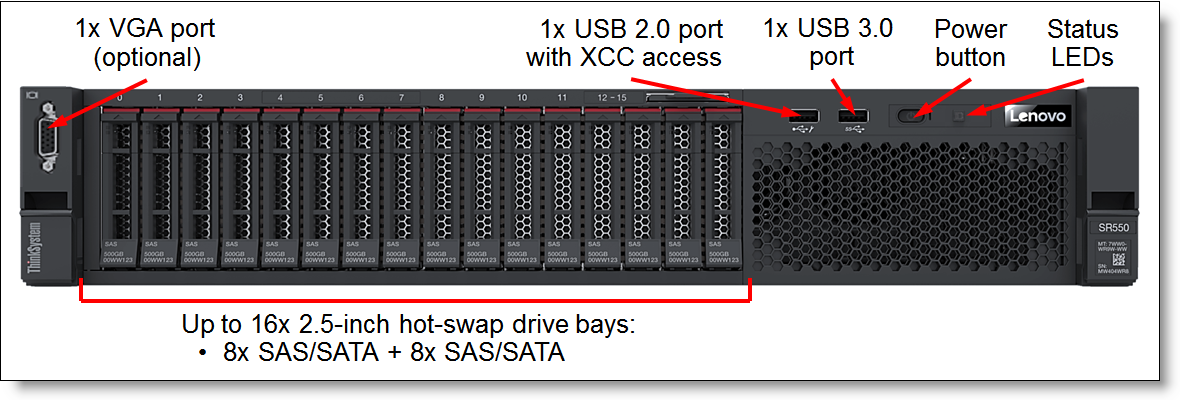 1x VGA port
(optional)
1x USB 2.0 port
with XCC access
1x USB 3.0
port
Power
button
Status
LEDs
0 1 2 3 4 5 6 7 8 9 10 11 12 - 15
Lenovo
SS
ThinkSystem
SAS SAS SAS SAS SAS SAS SAS SAS SAS SAS SAS SAS SAS SAS SAS SAS
500GB 500GB 500GB 500GB 500GB 500GB 500GB 500GB 500GB 500GB 500GB 500GB 500GB 500GB 500GB 500GB
00WW123 00WW123 00WW123 00WW123 00WW123 00WW123 00WW123 00WW123 00WW123 00WW123 00WW123 00WW123 00WW123 00WW123 00WW123 00WW123
SR550
MT: 7WW0-
WR8W-WW
SN:
MW404WR8
Up to 16x 2.5-inch hot-swap drive bays:
• 8x SAS/SATA + 8x SAS/SATA